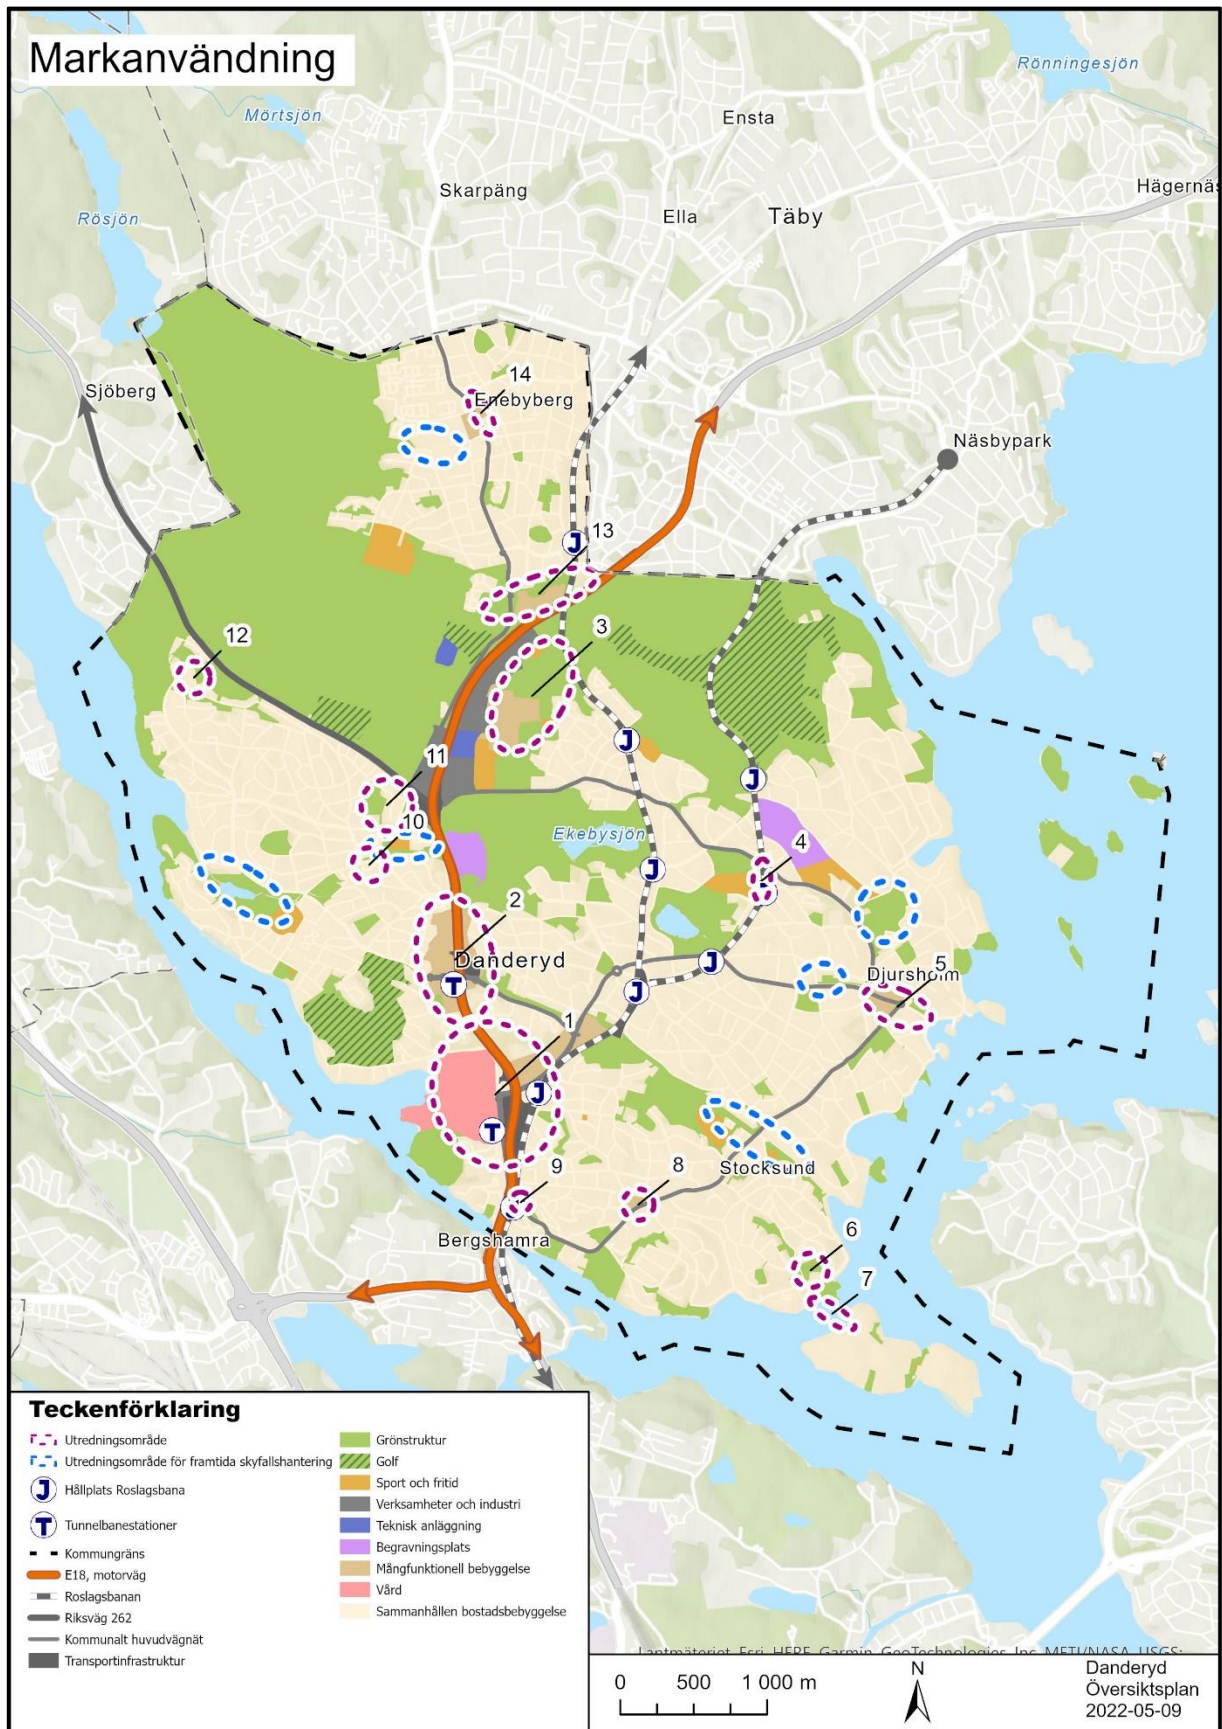 Markanvändning
Rönningesjön
Mörtsjön
Ensta
Skarpäng
Hägernäs
Ella
Täby
Rösjön
Sjöberg
14
Enebyberg
Näsbypark
13
J
3
12
J
11
J
10
Ekebysjön
4
J
2
Danderyd
J
5
Djursholm
T
J
1
J
T
8
9
Stocksund
Bergshamra
6
7
Teckenförklaring
Utredningsområde
Utredningsområde för framtida skyfallshantering
J Hållplats Roslagsbana
T Tunnelbanestationer
Kommungräns
E18, motorväg
Roslagsbanan
Riksväg 262
Kommunalt huvudvägnät
Transportinfrastruktur
Grönstruktur
Golf
Sport och fritid
Verksamheter och industri
Teknisk anläggning
Begravningsplats
Mångfunktionell bebyggelse
Vård
Sammanhållen bostadsbebyggelse
Lantmäteriet, Esri, HERE, Garmin, GeoTechnologies, Inc, METI/NASA, USGS;
0 500 1 000 m
N
Danderyd
Översiktsplan
2022-05-09